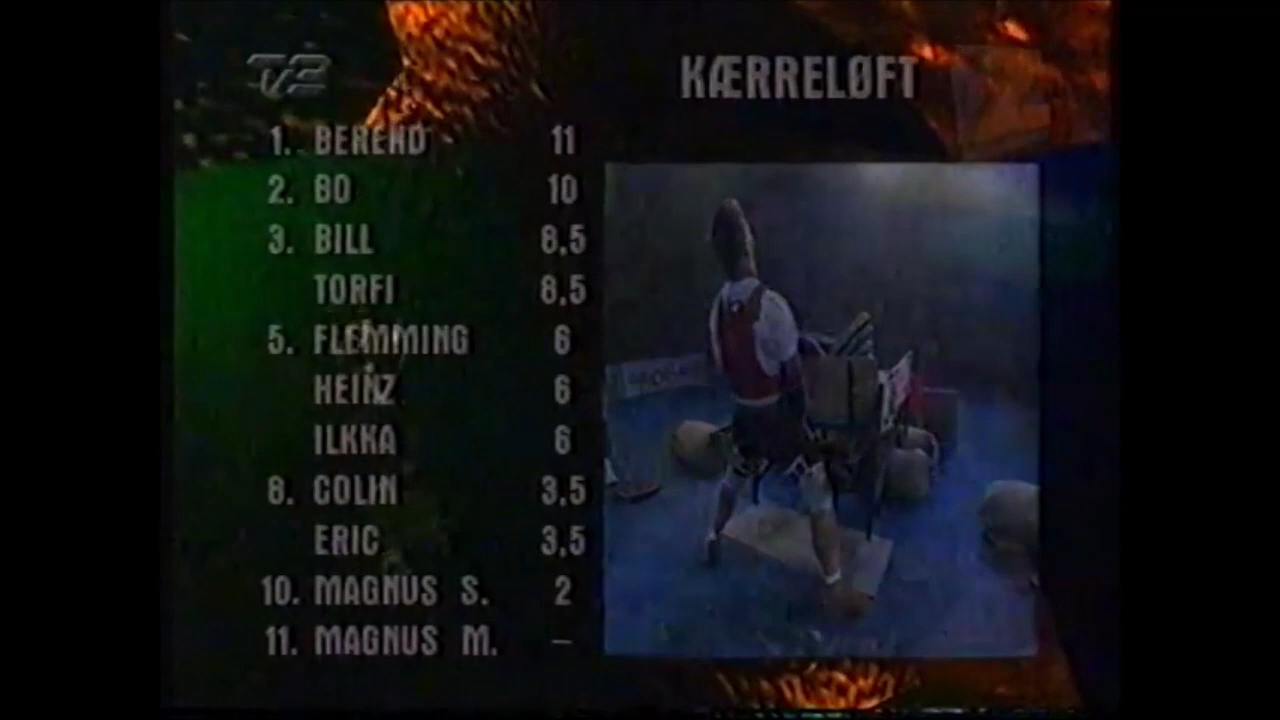 TV2
KÆRRELØFT
1. BEREND 11
2. BO 10
3. BILL 8,5
TORFI 8,5
5. FLEMMING 6
HEINZ 6
ILKKA 6
8. COLIN 3,5
ERIC 3,5
10. MAGNUS S. 2
11. MAGNUS M. –